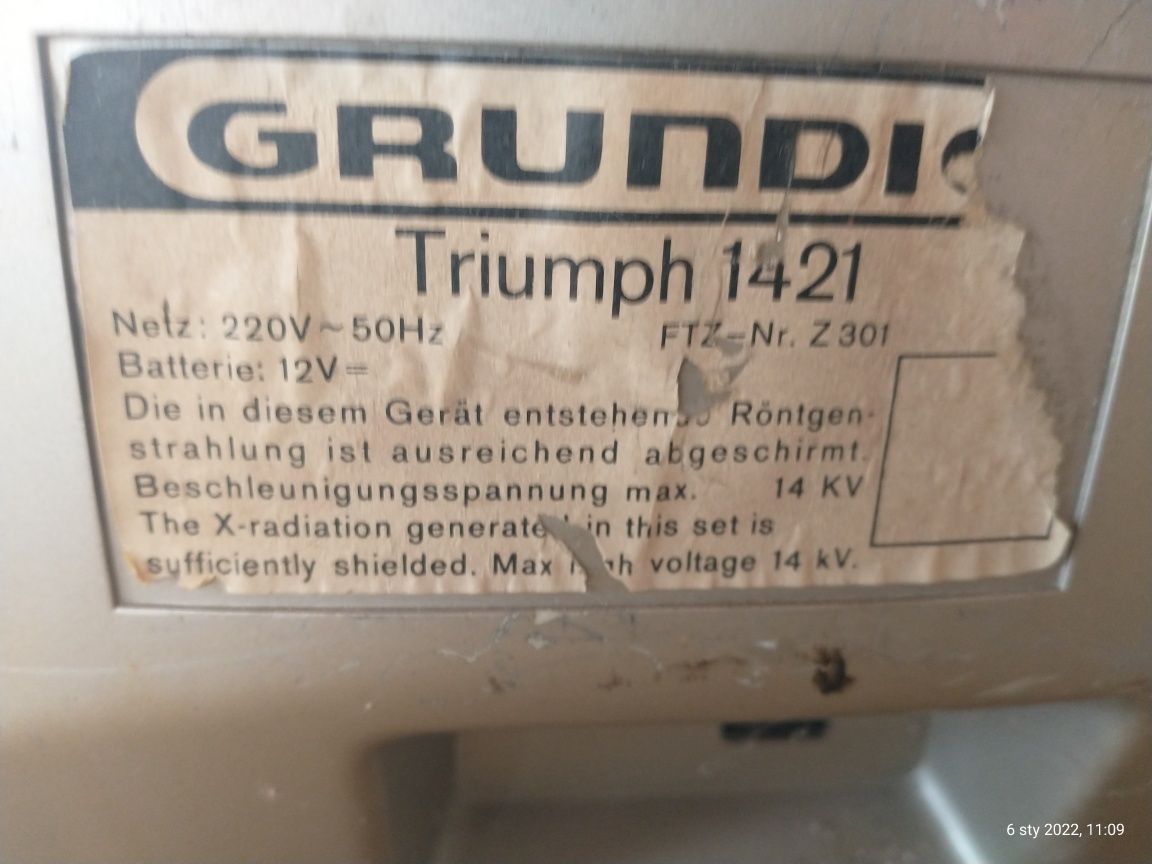 GRUNDIG
Triumph 1421
Netz: 220V~50Hz FTZ-Nr. Z 301
Batterie: 12V=
Die in diesem Gerät entstehende Röntgen-
strahlung ist ausreichend abgeschirmt.
Beschleunigungsspannung max. 14 KV
The X-radiation generated in this set is
sufficiently shielded. Max high voltage 14 kV.
6 sty 2022, 11:09